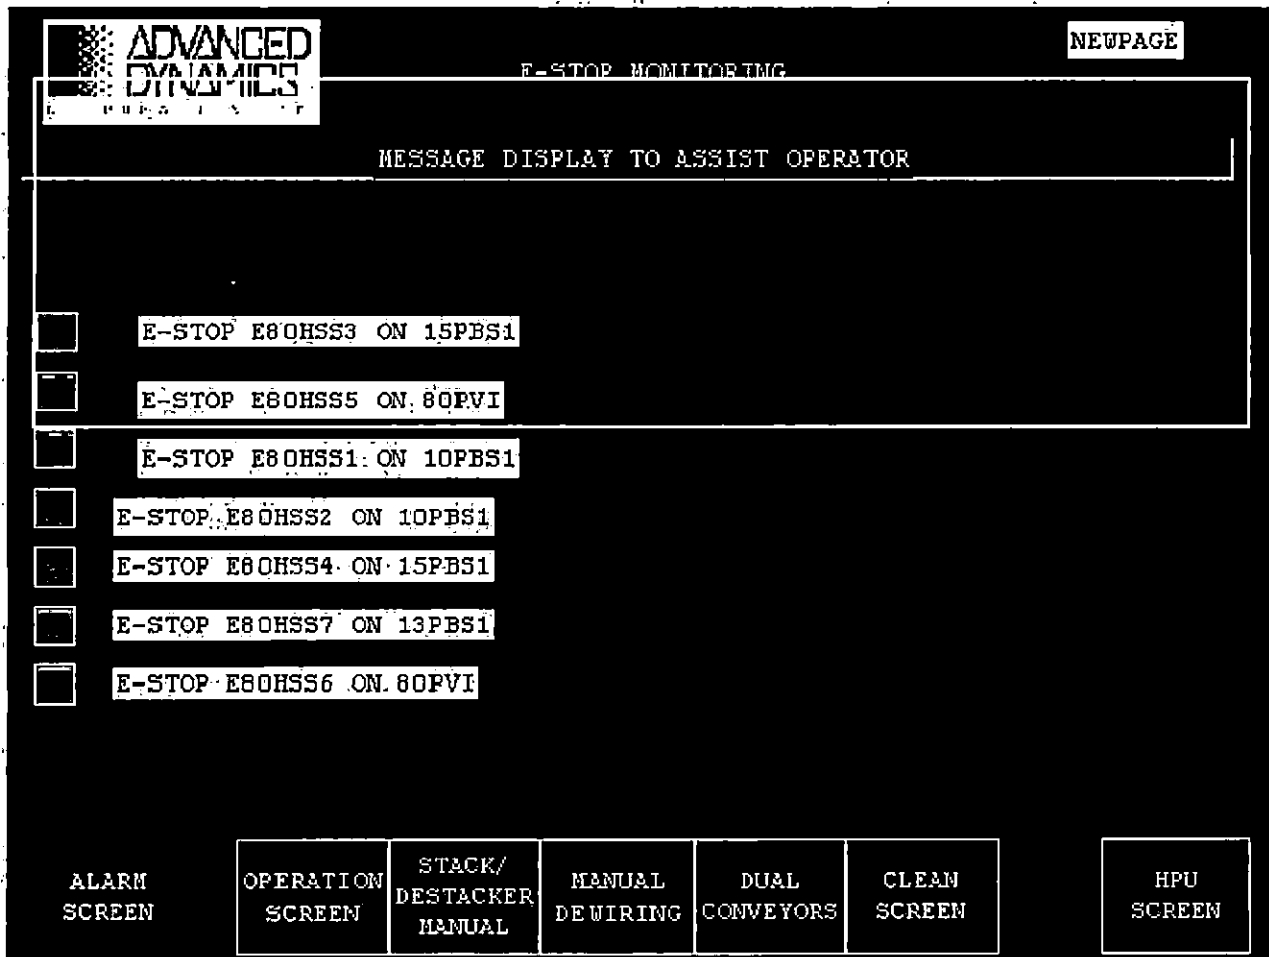 ADVANCED
DYNAMICS
NEWPAGE
E-STOP MONITORING
MESSAGE DISPLAY TO ASSIST OPERATOR
E-STOP E80HSS3 ON 15PBS1
E-STOP E80HSS5 ON 80PVI
E-STOP E80HSS1 ON 10PBS1
E-STOP E80HSS2 ON 10PBS1
E-STOP E80HSS4 ON 15PBS1
E-STOP E80HSS7 ON 13PBS1
E-STOP E80HSS6 ON 80PVI
ALARM
SCREEN
OPERATION
SCREEN
STACK/
DESTACKER
MANUAL
MANUAL
DEWIRING
DUAL
CONVEYORS
CLEAN
SCREEN
HPU
SCREEN